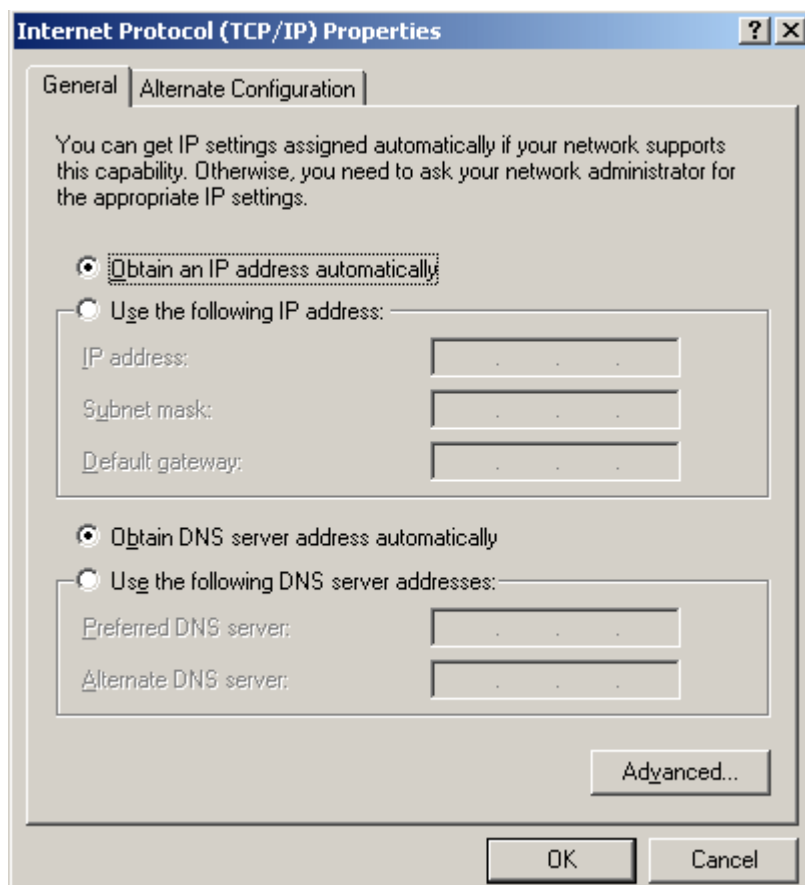 Internet Protocol (TCP/IP) Properties
General
Alternate Configuration
You can get IP settings assigned automatically if your network supports
this capability. Otherwise, you need to ask your network administrator for
the appropriate IP settings.
Obtain an IP address automatically
Use the following IP address:
IP address:
Subnet mask:
Default gateway:
Obtain DNS server address automatically
Use the following DNS server addresses:
Preferred DNS server:
Alternate DNS server:
Advanced...
OK
Cancel